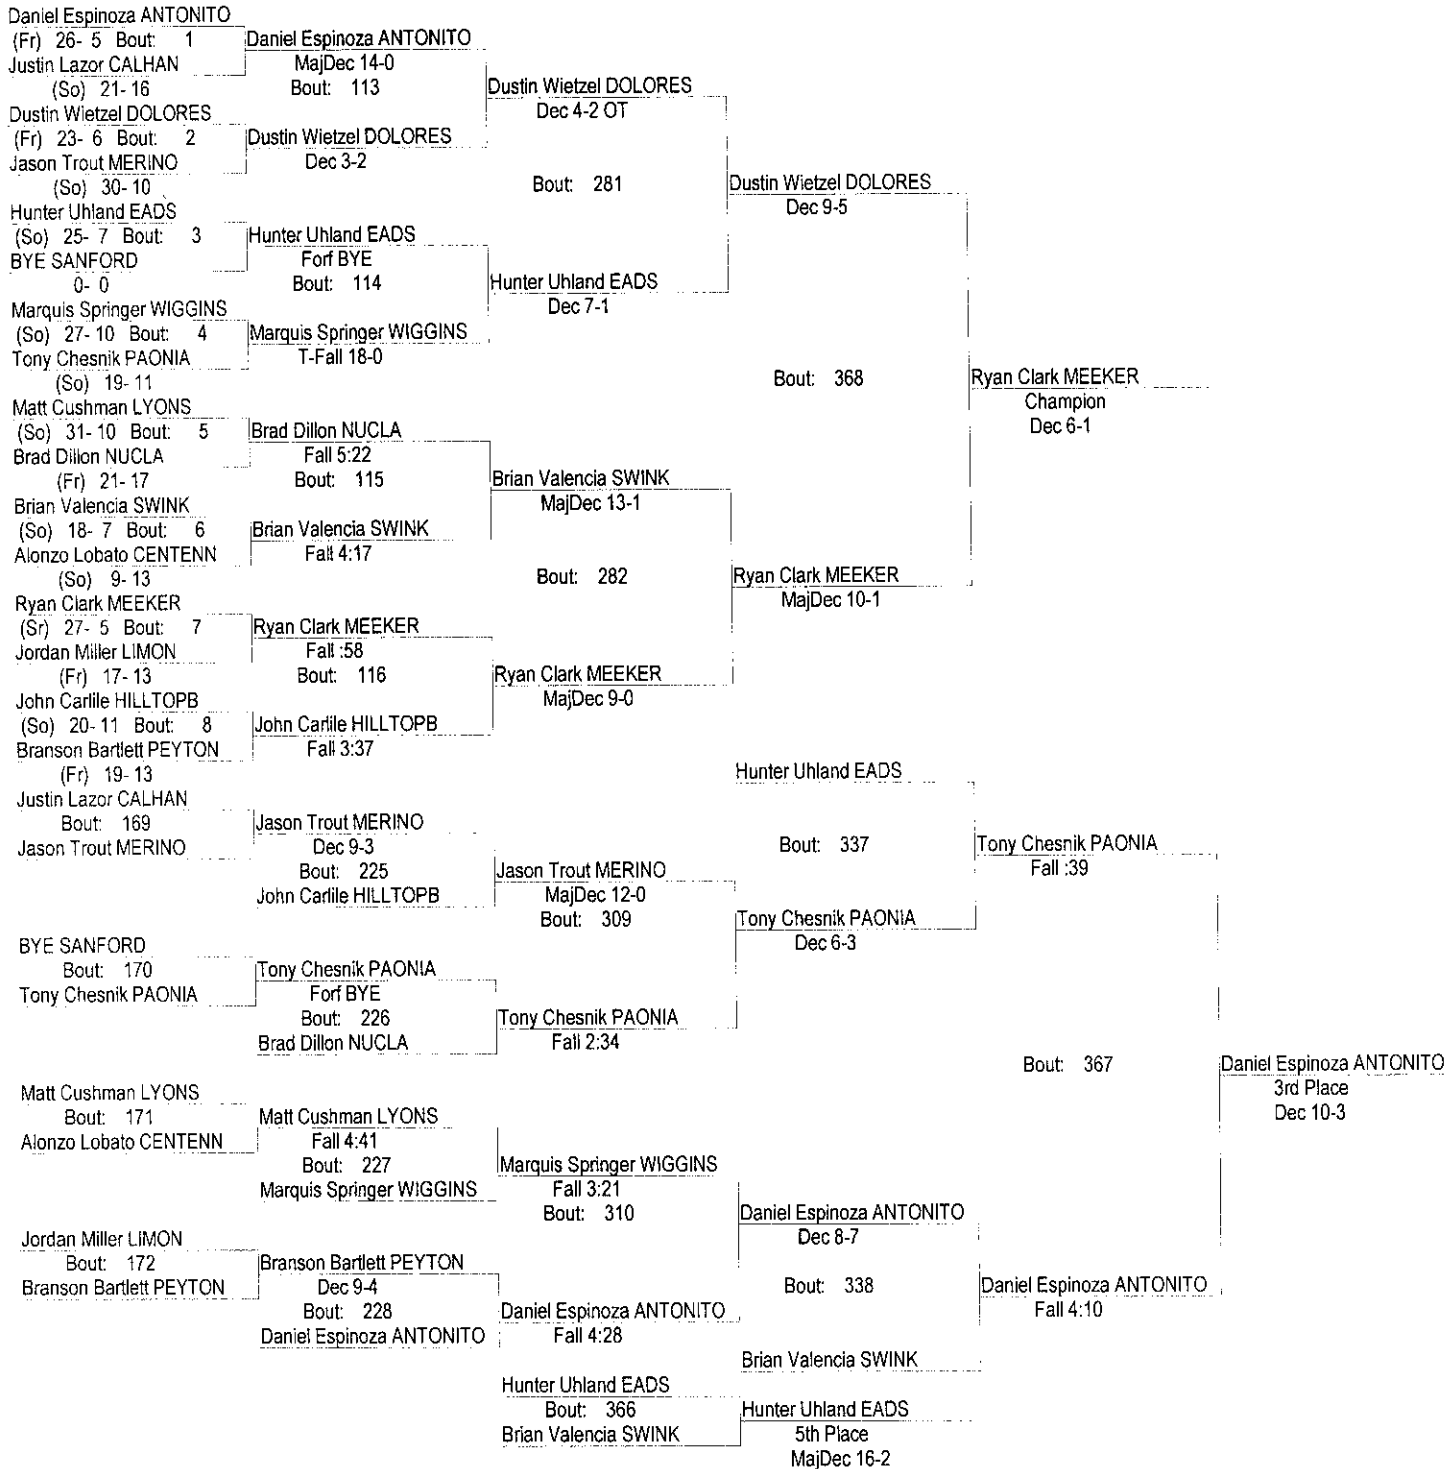 Daniel Espinoza ANTONITO
(Fr) 26- 5 Bout: 1
Justin Lazor CALHAN
(So) 21- 16
Dustin Wietzel DOLORES
(Fr) 23- 6 Bout: 2
Jason Trout MERINO
(So) 30- 10
Hunter Uhland EADS
(So) 25- 7 Bout: 3
BYE SANFORD
0- 0
Marquis Springer WIGGINS
(So) 27- 10 Bout: 4
Tony Chesnik PAONIA
(So) 19- 11
Matt Cushman LYONS
(So) 31- 10 Bout: 5
Brad Dillon NUCLA
(Fr) 21- 17
Brian Valencia SWINK
(So) 18- 7 Bout: 6
Alonzo Lobato CENTENN
(So) 9- 13
Ryan Clark MEEKER
(Sr) 27- 5 Bout: 7
Jordan Miller LIMON
(Fr) 17- 13
John Carlile HILLTOPB
(So) 20- 11 Bout: 8
Branson Bartlett PEYTON
(Fr) 19- 13
Daniel Espinoza ANTONITO
MajDec 14-0
Bout: 113
Dustin Wietzel DOLORES
Dec 3-2
Hunter Uhland EADS
Forf BYE
Bout: 114
Marquis Springer WIGGINS
T-Fall 18-0
Brad Dillon NUCLA
Fall 5:22
Bout: 115
Brian Valencia SWINK
Fall 4:17
Ryan Clark MEEKER
Fall :58
Bout: 116
John Carlile HILLTOPB
Fall 3:37
Dustin Wietzel DOLORES
Dec 4-2 OT
Bout: 281
Hunter Uhland EADS
Dec 7-1
Brian Valencia SWINK
MajDec 13-1
Bout: 282
Ryan Clark MEEKER
MajDec 9-0
Dustin Wietzel DOLORES
Dec 9-5
Bout: 368
Ryan Clark MEEKER
MajDec 10-1
Ryan Clark MEEKER
Champion
Dec 6-1
Justin Lazor CALHAN
Bout: 169
Jason Trout MERINO
BYE SANFORD
Bout: 170
Tony Chesnik PAONIA
Matt Cushman LYONS
Bout: 171
Alonzo Lobato CENTENN
Jordan Miller LIMON
Bout: 172
Branson Bartlett PEYTON
Jason Trout MERINO
Dec 9-3
Bout: 225
John Carlile HILLTOPB
Tony Chesnik PAONIA
Forf BYE
Bout: 226
Brad Dillon NUCLA
Matt Cushman LYONS
Fall 4:41
Bout: 227
Marquis Springer WIGGINS
Branson Bartlett PEYTON
Dec 9-4
Bout: 228
Daniel Espinoza ANTONITO
Jason Trout MERINO
MajDec 12-0
Bout: 309
Tony Chesnik PAONIA
Fall 2:34
Marquis Springer WIGGINS
Fall 3:21
Bout: 310
Daniel Espinoza ANTONITO
Fall 4:28
Hunter Uhland EADS
Bout: 337
Tony Chesnik PAONIA
Dec 6-3
Daniel Espinoza ANTONITO
Dec 8-7
Bout: 338
Brian Valencia SWINK
Tony Chesnik PAONIA
Fall :39
Bout: 367
Daniel Espinoza ANTONITO
Fall 4:10
Daniel Espinoza ANTONITO
3rd Place
Dec 10-3
Hunter Uhland EADS
Bout: 366
Brian Valencia SWINK
Hunter Uhland EADS
5th Place
MajDec 16-2